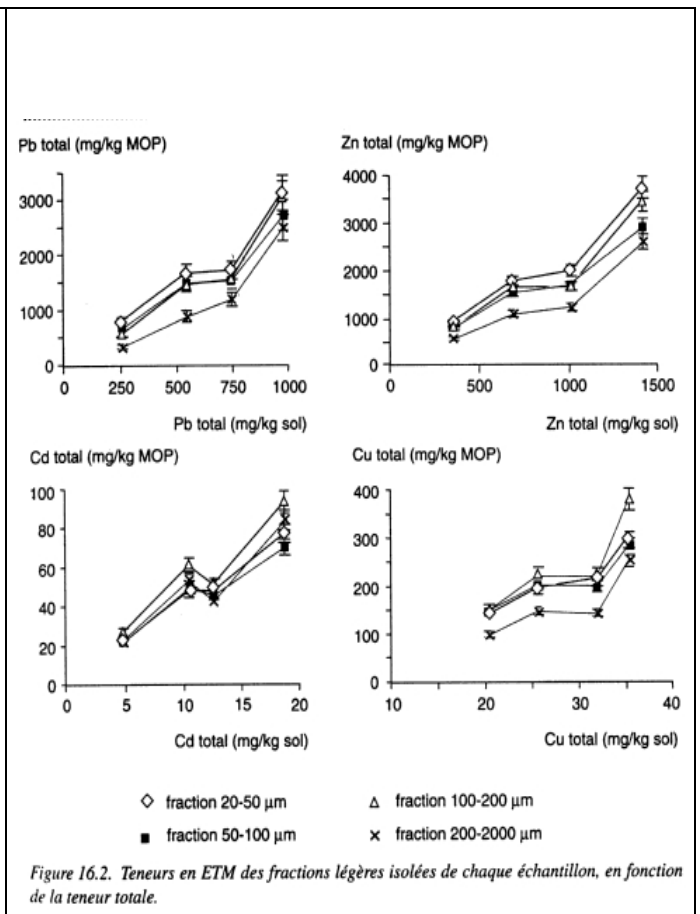 Pb total (mg/kg MOP)
3000
2000
1000
0
0 250 500 750 1000
Pb total (mg/kg sol)
Zn total (mg/kg MOP)
4000
3000
2000
1000
0
0 500 1000 1500
Zn total (mg/kg sol)
Cd total (mg/kg MOP)
100
80
60
40
20
0
0 5 10 15 20
Cd total (mg/kg sol)
Cu total (mg/kg MOP)
400
300
200
100
0
10 20 30 40
Cu total (mg/kg sol)
fraction 20-50 µm
fraction 100-200 µm
fraction 50-100 µm
fraction 200-2000 µm
Figure 16.2. Teneurs en ETM des fractions légères isolées de chaque échantillon, en fonction
de la teneur totale.